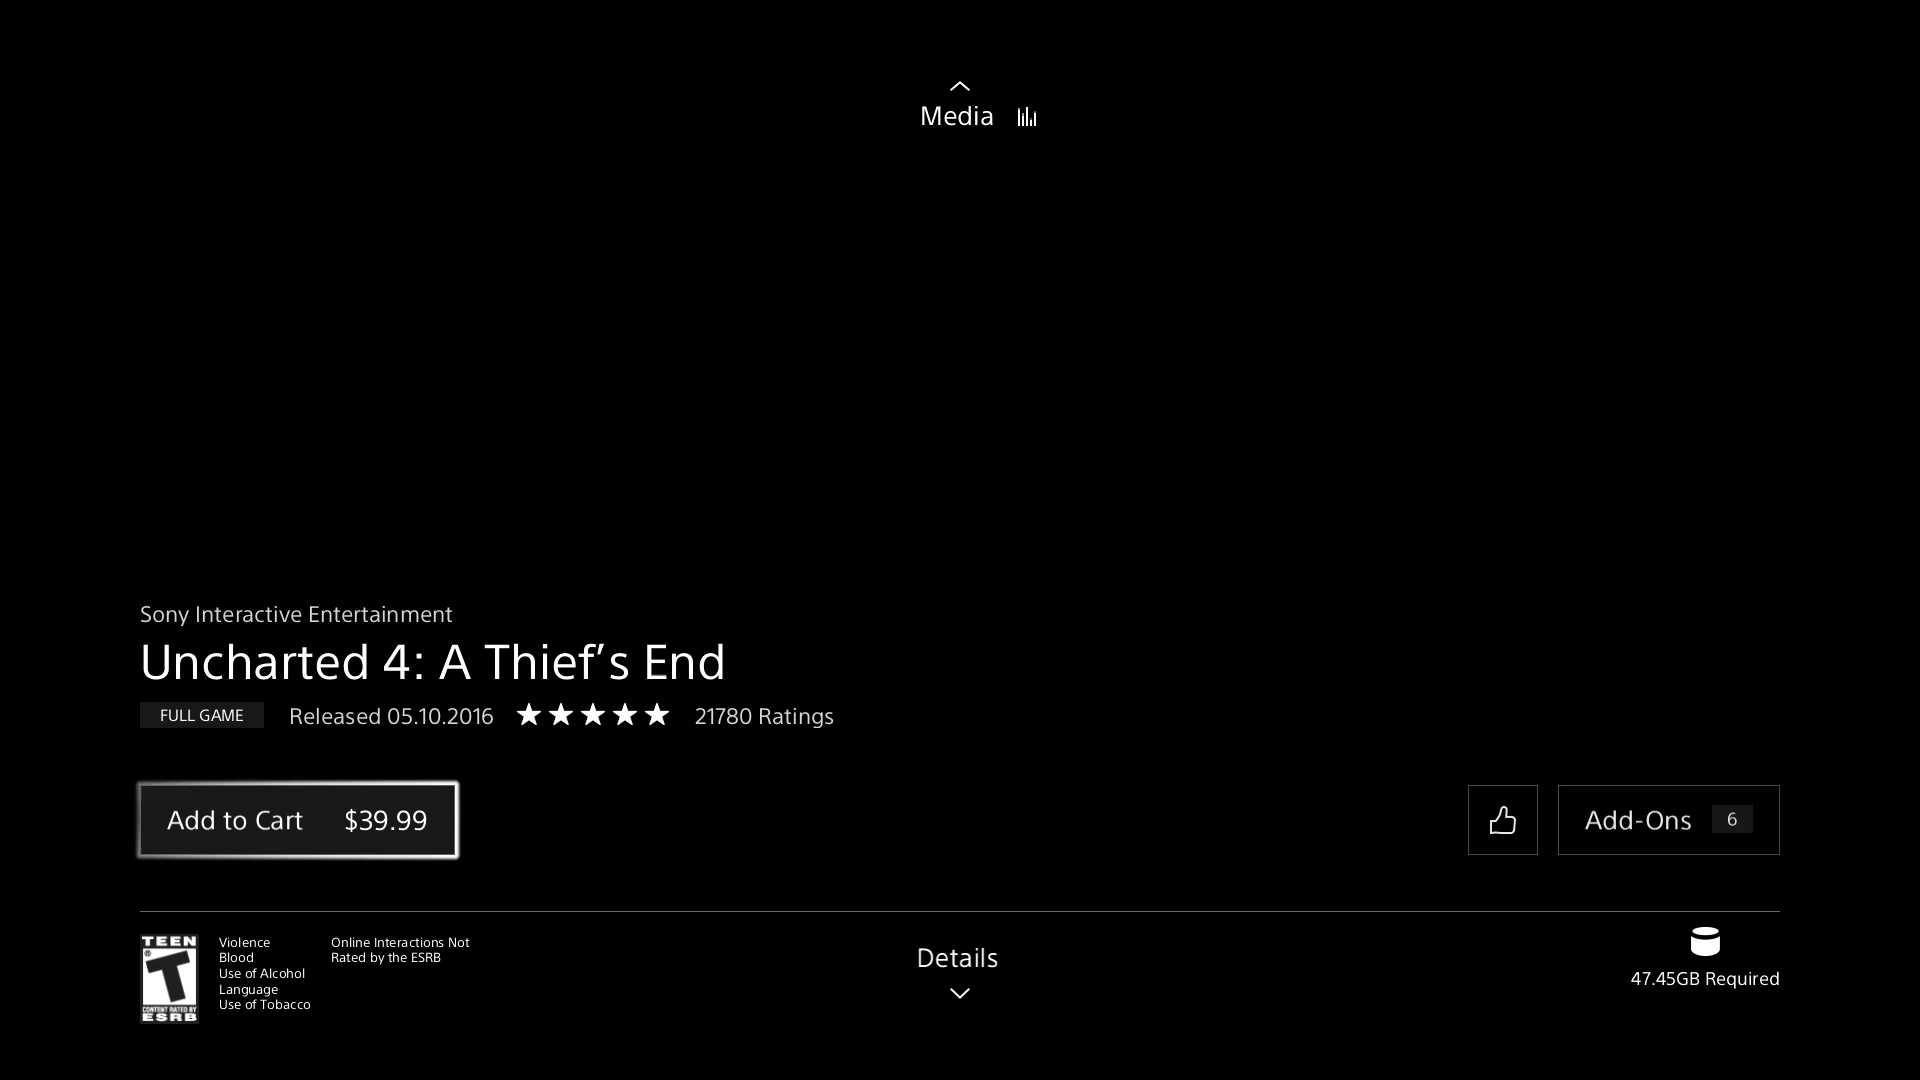 Media
Sony Interactive Entertainment
Uncharted 4: A Thief’s End
FULL GAME Released 05.10.2016 21780 Ratings
Add to Cart $39.99
Add-Ons 6
TEEN
T
®
CONTENT RATED BY
ESRB
Violence
Blood
Use of Alcohol
Language
Use of Tobacco
Online Interactions Not
Rated by the ESRB
Details
47.45GB Required